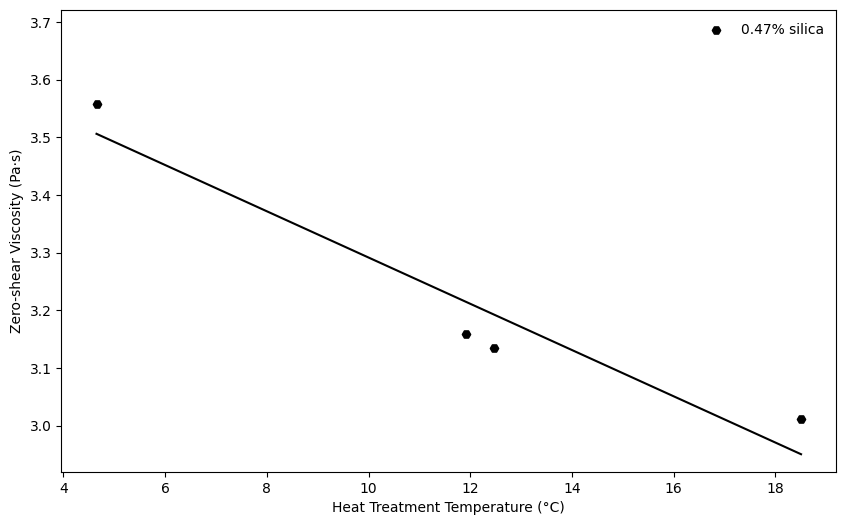 3.7
3.6
3.5
3.4
3.3
3.2
3.1
3.0
Zero-shear Viscosity (Pa·s)
0.47% silica
4 6 8 10 12 14 16 18
Heat Treatment Temperature (°C)